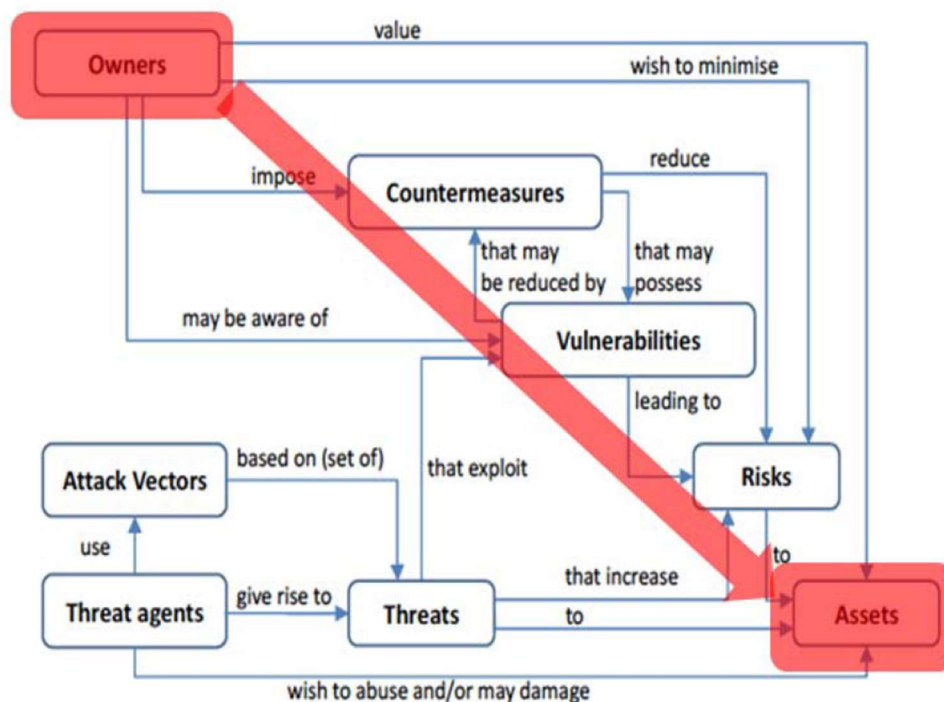 value
Owners
wish to minimise
reduce
impose
Countermeasures
that may
be reduced by
that may
possess
may be aware of
Vulnerabilities
leading to
based on (set of)
that exploit
Attack Vectors
Risks
use
to
that increase
Threat agents
give rise to
Threats
to
Assets
wish to abuse and/or may damage